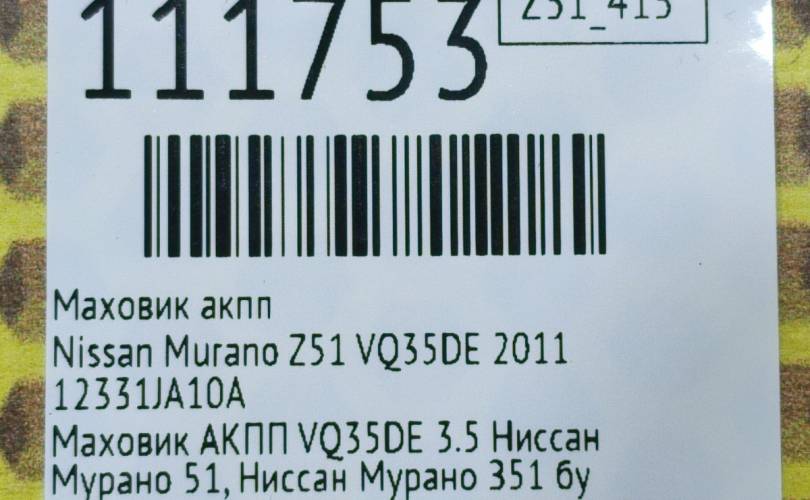 111753
Z51_415
Маховик акпп
Nissan Murano Z51 VQ35DE 2011
12331JA10A
Маховик АКПП VQ35DE 3.5 Ниссан
Мурано 51, Ниссан Мурано З51 бу